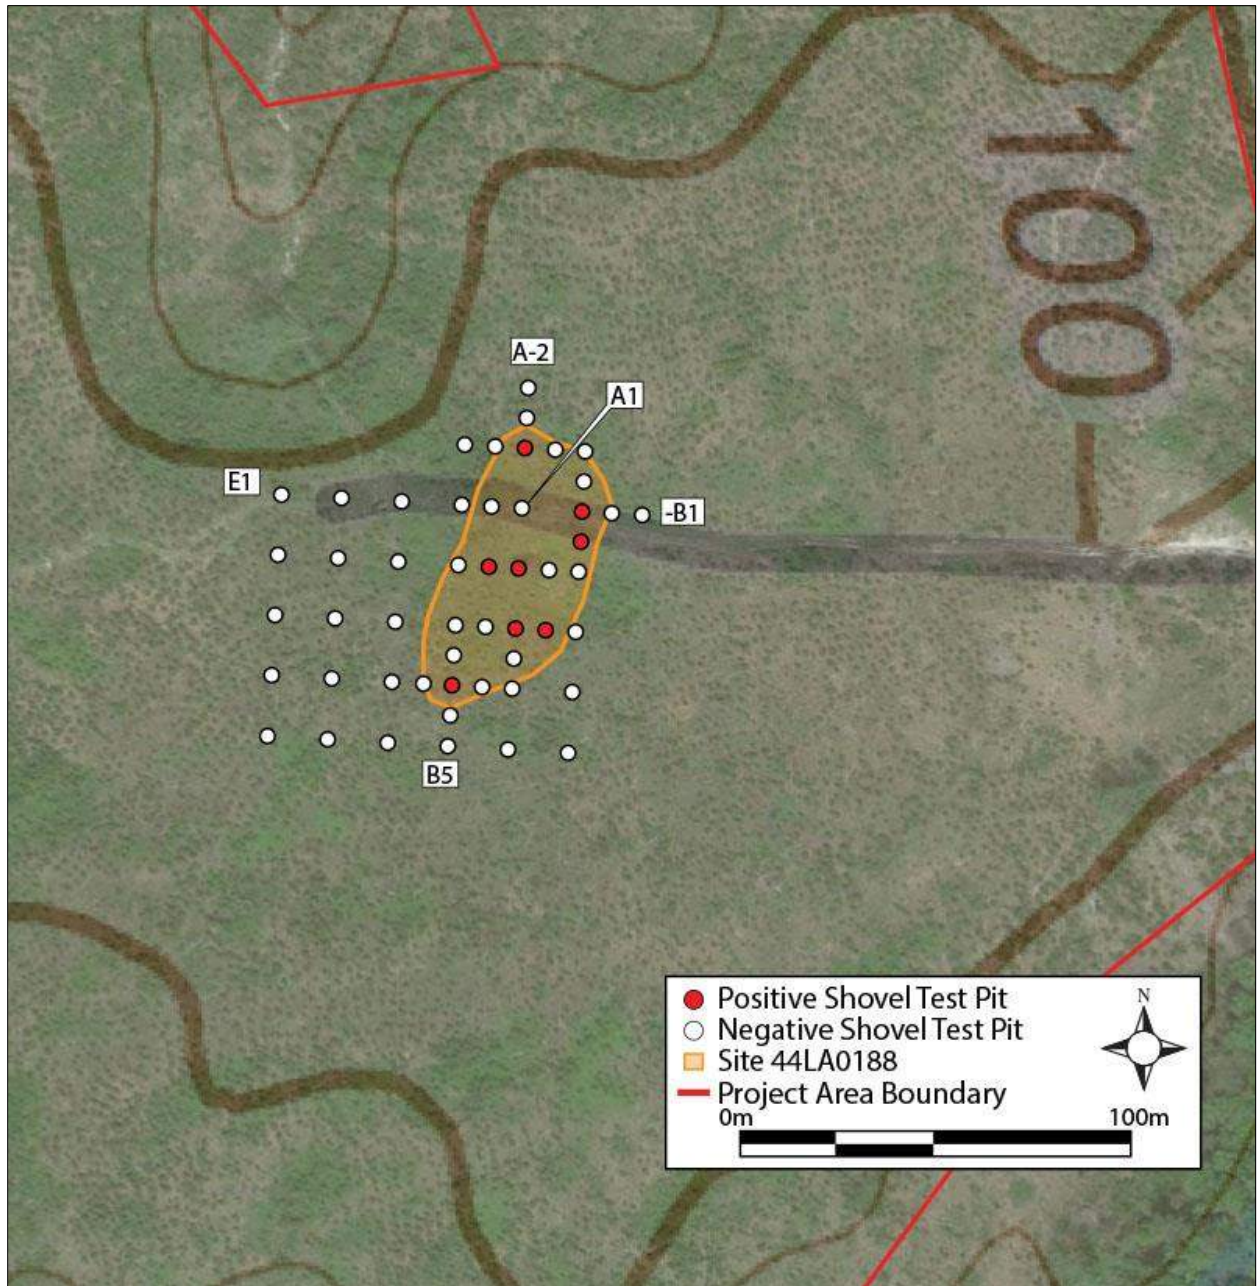 100
A-2
A1
E1
-B1
B5
Positive Shovel Test Pit
N
Negative Shovel Test Pit
Site 44LA0188
Project Area Boundary
0m 100m